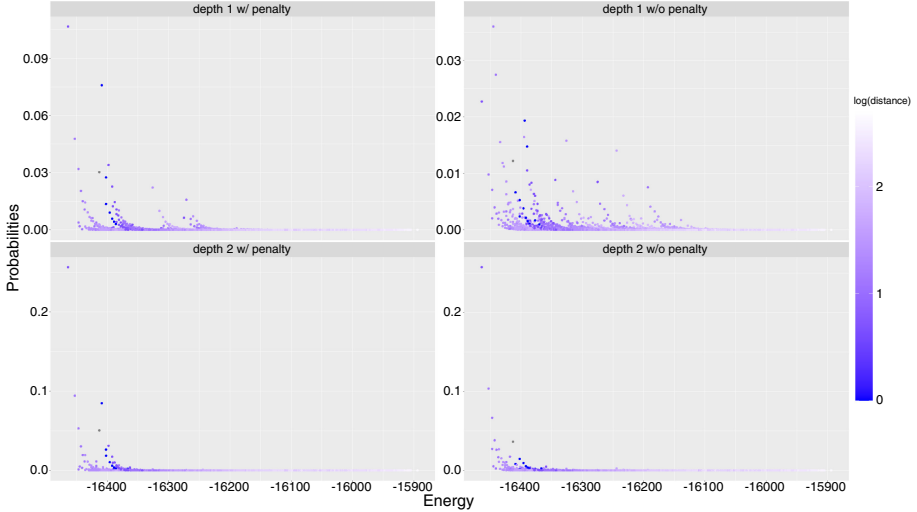 depth 1 w/ penalty
depth 1 w/o penalty
0.09
0.06
0.03
0.00
0.03
0.02
0.01
0.00
log(distance)
2
1
0
Probabilities
depth 2 w/ penalty
depth 2 w/o penalty
0.2
0.1
0.0
0.2
0.1
0.0
-16400 -16300 -16200 -16100 -16000 -15900
-16400 -16300 -16200 -16100 -16000 -15900
Energy